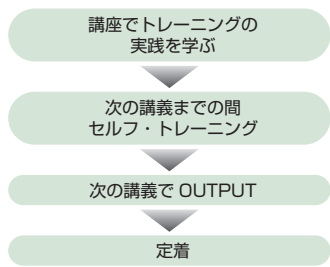 講座でトレーニングの
実践を学ぶ
次の講義までの間
セルフ・トレーニング
次の講義で OUTPUT
定着